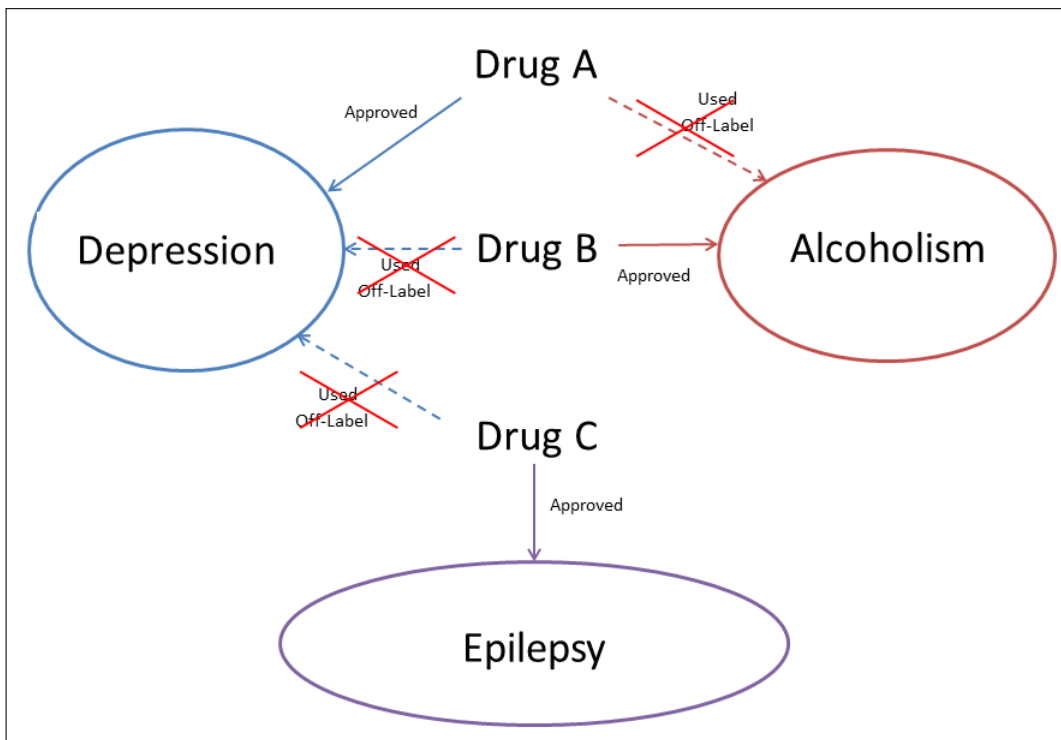 Drug A
Approved
Used
Off-Label
Depression
Used
Off-Label
Drug B
Approved
Alcoholism
Used
Off-Label
Drug C
Approved
Epilepsy